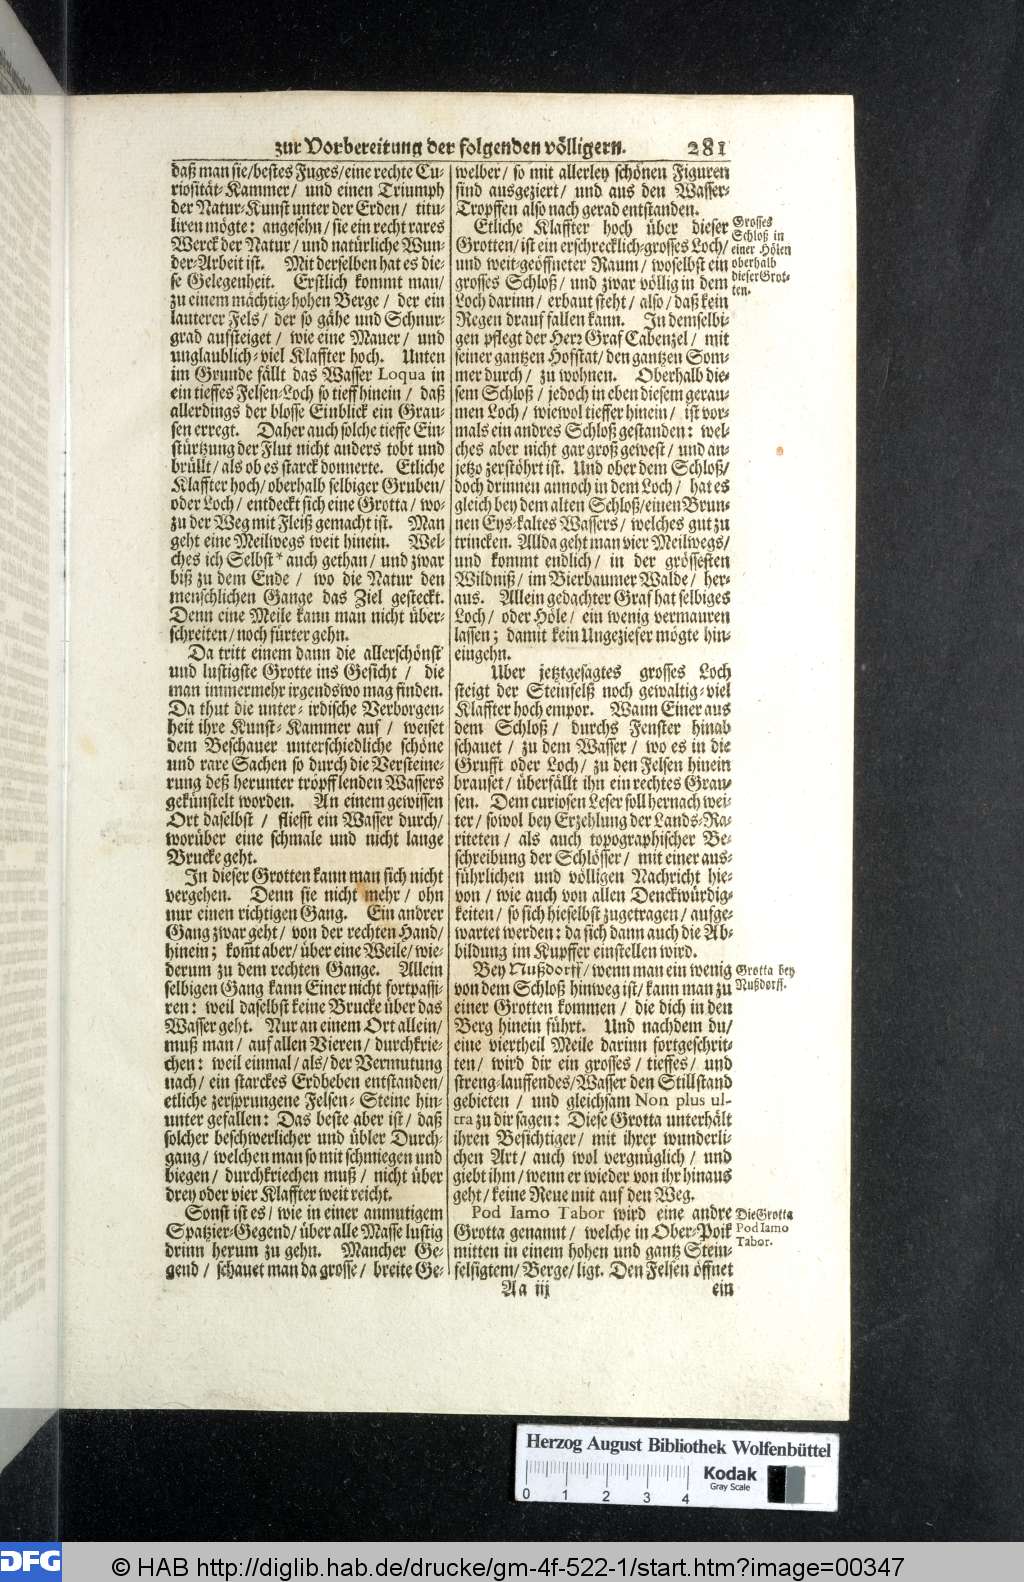 zur Vorbereitung der folgenden völligern. 281
daß man sie/bestes Fuges/eine rechte Cu-
riosität-Kammer/ und einen Triumph
der Natur-Kunst unter der Erden/ titu-
liren mögte: angesehn/ sie ein recht rares
Werck der Natur/ und natürliche Wun-
der-Arbeit ist. Mit derselben hat es die-
se Gelegenheit. Erstlich kommt man/
zu einem mächtig-hohen Berge/ der ein
lauterer Fels/ der so gähe und Schnur-
grad aufsteiget/ wie eine Mauer/ und
unglaublich-viel Klaffter hoch. Unten
im Grunde fällt das Wasser Loqua in
ein tieffes Felsen-Loch so tieff hinein/ daß
allerdings der blosse Einblick ein Grau-
sen erregt. Daher auch solche tieffe Ein-
stürtzung der Flut nicht anders tobt und
brüllt/ als ob es starck donnerte. Etliche
Klaffter hoch/ oberhalb selbiger Gruben/
oder Loch/ entdeckt sich eine Grotta/ wo-
zu der Weg mit Fleiß gemacht ist. Man
geht eine Meilwegs weit hinein. Wel-
ches ich Selbst* auch gethan/ und zwar
biß zu dem Ende/ wo die Natur den
menschlichen Gange das Ziel gesteckt.
Denn eine Meile kann man nicht über-
schreiten/ noch fürter gehn.
Da tritt einem dann die allerschönst
und lustigste Grotte ins Gesicht/ die
man immermehr irgendswo mag finden.
Da thut die unter-irdische Verborgen-
heit ihre Kunst-Kammer auf/ weiset
dem Beschauer unterschiedliche schöne
und rare Sachen so durch die Versteine-
rung deß herunter tröpfflenden Wassers
gekünstelt worden. An einem gewissen
Ort daselbst/ fliesst ein Wasser durch/
worüber eine schmale und nicht lange
Brucke geht.
In dieser Grotten kann man sich nicht
vergehen. Denn sie nicht mehr/ ohn
nur einen richtigen Gang. Ein andrer
Gang zwar geht/ von der rechten Hand/
hinein; kom̃t aber/ über eine Weile/ wie-
derum zu dem rechten Gange. Allein
selbigen Gang kann Einer nicht fortpassi-
ren: weil daselbst keine Brucke über das
Wasser geht. Nur an einem Ort allein/
muß man/ auf allen Vieren/ durchkrie-
chen: weil einmal/ als/ der Vermutung
nach/ ein starckes Erdbeben entstanden/
etliche zersprungene Felsen-Steine hin-
unter gefallen: Das beste aber ist/ daß
solcher beschwerlicher und übler Durch-
gang/ welchen man so mit schmiegen und
biegen/ durchkriechen muß/ nicht über
drey oder vier Klaffter weit reicht.
Sonst ist es/ wie in einer anmutigem
Spatzier-Gegend/ über alle Masse lustig
drinn herum zu gehn. Mancher Ge-
gend/ schauet man da grosse/ breite Ge-
welber/ so mit allerley schönen Figuren
sind ausgeziert/ und aus den Wasser-
Tropffen also nach gerad entstanden.
Etliche Klaffter hoch über dieser
Grotten/ ist ein erschrecklich-grosses Loch/
und weit-geöffneter Raum/ woselbst ein
grosses Schloß/ und zwar völlig in dem
Loch darinn/ erbaut steht/ also/ daß kein
Regen drauf fallen kann. In demselbi-
gen pflegt der Herr Graf Cabenzel/ mit
seiner gantzen Hofstat/ den gantzen Som-
mer durch/ zu wohnen. Oberhalb die-
sem Schloß/ jedoch in eben diesem gerau-
men Loch/ wiewol tieffer hinein/ ist vor-
mals ein andres Schloß gestanden: wel-
ches aber nicht gar groß gewest/ und an-
jetzo zerstöhrt ist. Und ober dem Schloß/
doch drinnen annoch in dem Loch/ hat es
gleich bey dem alten Schloß/ einen Brun-
nen Eys-kaltes Wassers/ welches gut zu
trincken. Allda geht man vier Meilwegs/
und kommt endlich/ in der grössesten
Wildniß/ im Bierbaumer Walde/ her-
aus. Allein gedachter Graf hat selbiges
Loch/ oder Höle/ ein wenig vermauren
lassen; damit kein Ungeziefer mögte hin-
eingehn.
Uber jetztgesagtes grosses Loch
steigt der Steinfelß noch gewaltig-viel
Klaffter hoch empor. Wann Einer aus
dem Schloß/ durchs Fenster hinab
schauet/ zu dem Wasser/ wo es in die
Grufft oder Loch/ zu den Felsen hinein
brauset/ überfällt ihn ein rechtes Grau-
sen. Dem curiosen Leser soll hernach wei-
ter/ sowol bey Erzehlung der Lands-Ra-
riteten/ als auch topographischer Be-
schreibung der Schlösser/ mit einer aus-
führlichen und völligen Nachricht hie-
von/ wie auch von allen Denckwürdig-
keiten/ so sich hieselbst zugetragen/ aufge-
wartet werden: da sich dann auch die Ab-
bildung im Kupffer einstellen wird.
Bey Nußdorff/ wenn man ein wenig
von dem Schloß hinweg ist/ kann man zu
einer Grotten kommen/ die dich in den
Berg hinein führt. Und nachdem du/
eine viertheil Meile darinn fortgeschrit-
ten/ wird dir ein grosses/ tieffes/ und
streng-lauffendes/ Wasser den Stillstand
gebieten/ und gleichsam Non plus ul-
tra zu dir sagen: Diese Grotta unterhält
ihren Besichtiger/ mit ihrer wunderli-
chen Art/ auch wol vergnüglich/ und
giebt ihm/ wenn er wieder von ihr hinaus
geht/ keine Reue mit auf den Weg.
Pod Iamo Tabor wird eine andre
Grotta genannt/ welche in Ober-Poik
mitten in einem hohen und gantz Stein-
felsigtem/ Berge/ ligt. Den Felsen öffnet
Aa iij ein
Grosses
Schloß in
einer Hölen
oberhalb
dieser Grot-
ten.
Grotta bey
Nußdorff.
Die Grotta
Pod Iamo
Tabor.
Herzog August Bibliothek Wolfenbüttel
0 1 2 3 4
Kodak
Gray Scale
DFG
© HAB http://diglib.hab.de/drucke/gm-4f-522-1/start.htm?image=00347